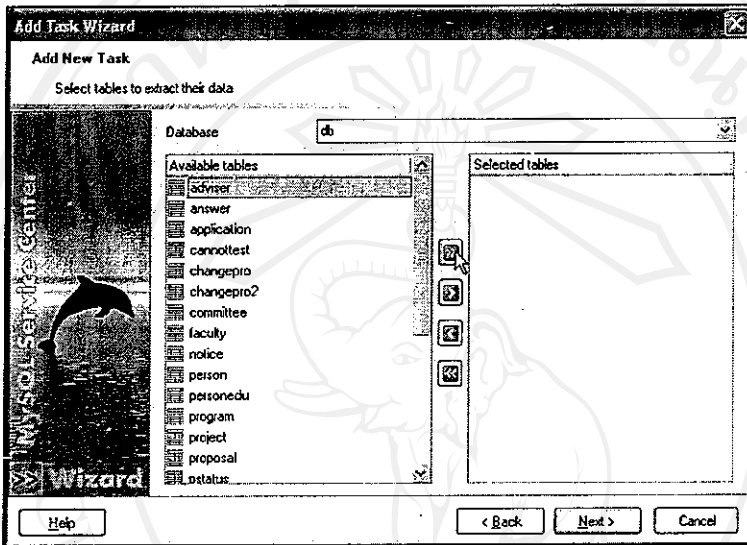 Add Task Wizard
Add New Task
Select tables to extract their data
Database
db
Available tables
adviser
answer
application
cannottest
changepro
changepro2
committee
faculty
notice
person
personedu
program
project
proposal
pstatus
Selected tables
MySQL Service Center
Wizard
Help
< Back
Next >
Cancel